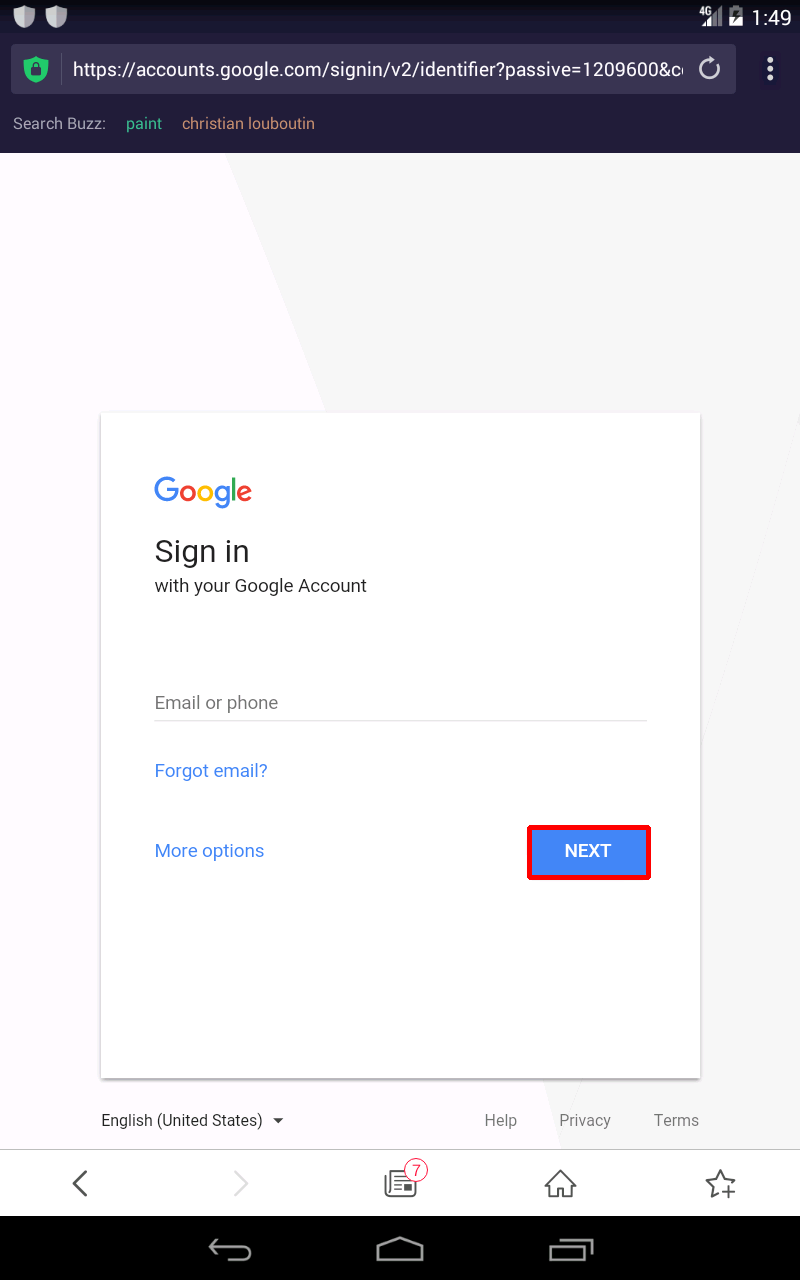 4G 1:49
https://accounts.google.com/signin/v2/identifier?passive=1209600&c
Search Buzz: paint christian louboutin
Google
Sign in
with your Google Account
Email or phone
Forgot email?
More options NEXT
English (United States) Help Privacy Terms
7